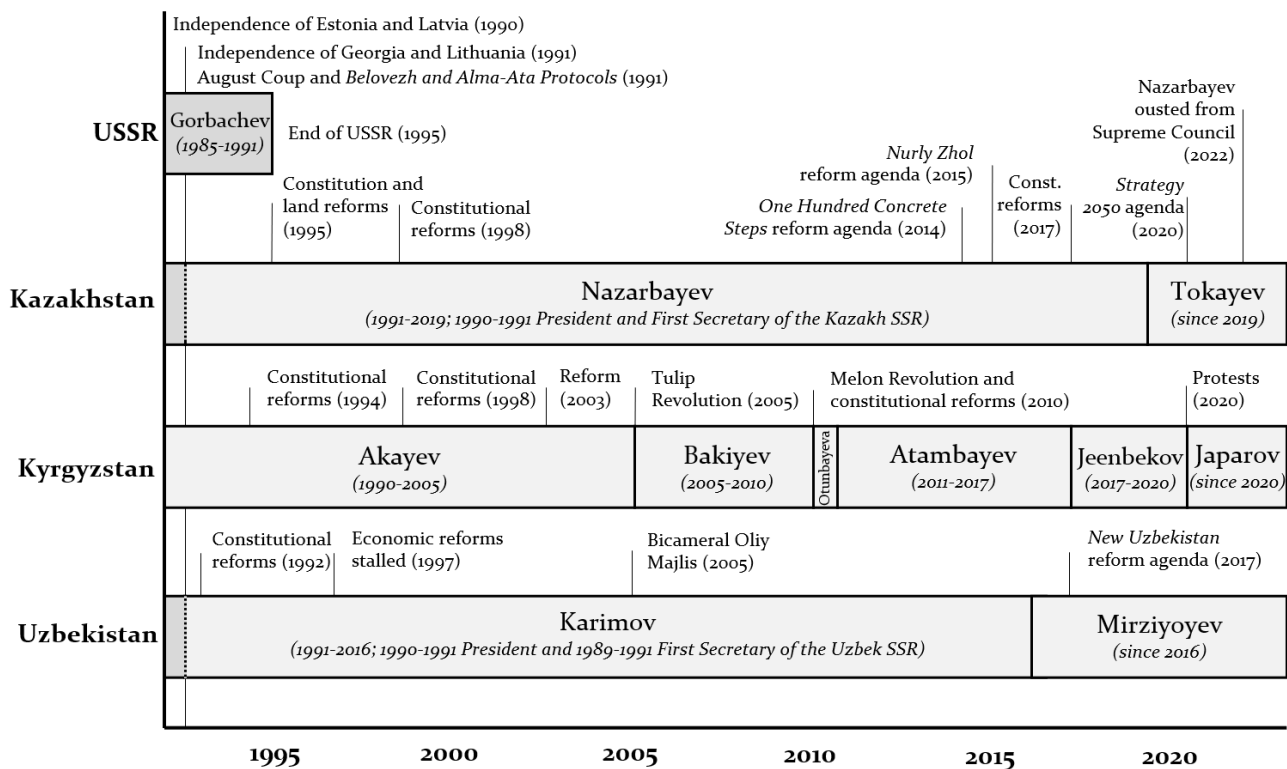 Independence of Estonia and Latvia (1990)
Independence of Georgia and Lithuania (1991)
August Coup and Belovezh and Alma-Ata Protocols (1991)
USSR
Gorbachev
(1985-1991)
End of USSR (1995)
Nazarbayev
ousted from
Supreme Council
(2022)
Constitution and
land reforms
(1995)
Constitutional
reforms (1998)
Nurly Zhol
reform agenda (2015)
One Hundred Concrete
Steps reform agenda (2014)
Const.
reforms
(2017)
Strategy
2050 agenda
(2020)
Kazakhstan
Nazarbayev
(1991-2019; 1990-1991 President and First Secretary of the Kazakh SSR)
Tokayev
(since 2019)
Constitutional
reforms (1994)
Constitutional
reforms (1998)
Reform
(2003)
Tulip
Revolution (2005)
Melon Revolution and
constitutional reforms (2010)
Protests
(2020)
Kyrgyzstan
Akayev
(1990-2005)
Bakiyev
(2005-2010)
Otunbayeva
Atambayev
(2011-2017)
Jeenbekov
(2017-2020)
Japarov
(since 2020)
Constitutional
reforms (1992)
Economic reforms
stalled (1997)
Bicameral Oliy
Majlis (2005)
New Uzbekistan
reform agenda (2017)
Uzbekistan
Karimov
(1991-2016; 1990-1991 President and 1989-1991 First Secretary of the Uzbek SSR)
Mirziyoyev
(since 2016)
1995 2000 2005 2010 2015 2020